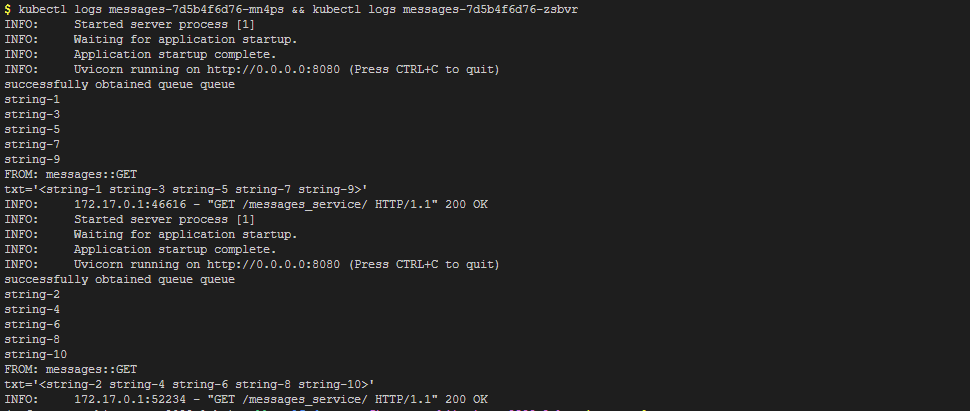 $ kubectl logs messages-7d5b4f6d76-mn4ps && kubectl logs messages-7d5b4f6d76-zsbvr
INFO:     Started server process [1]
INFO:     Waiting for application startup.
INFO:     Application startup complete.
INFO:     Uvicorn running on http://0.0.0.0:8080 (Press CTRL+C to quit)
successfully obtained queue queue
string-1
string-3
string-5
string-7
string-9
FROM: messages::GET
txt='<string-1 string-3 string-5 string-7 string-9>'
INFO:     172.17.0.1:46616 - "GET /messages_service/ HTTP/1.1" 200 OK
INFO:     Started server process [1]
INFO:     Waiting for application startup.
INFO:     Application startup complete.
INFO:     Uvicorn running on http://0.0.0.0:8080 (Press CTRL+C to quit)
successfully obtained queue queue
string-2
string-4
string-6
string-8
string-10
FROM: messages::GET
txt='<string-2 string-4 string-6 string-8 string-10>'
INFO:     172.17.0.1:52234 - "GET /messages_service/ HTTP/1.1" 200 OK